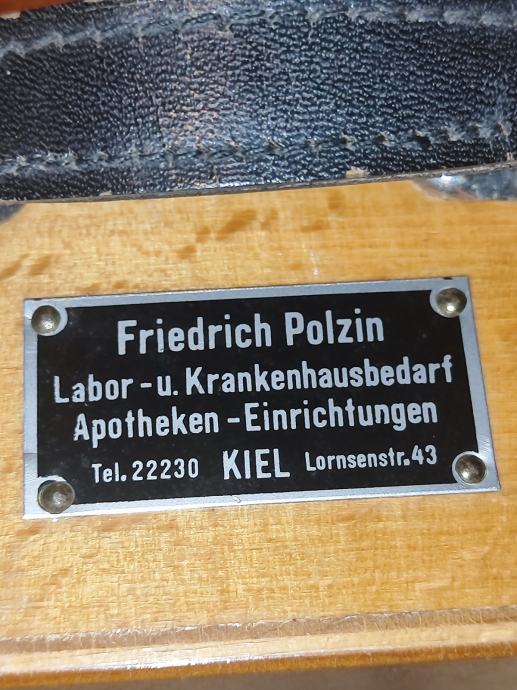 Friedrich Polzin
Labor-u. Krankenhausbedarf
Apotheken-Einrichtungen
Tel. 22230 KIEL Lornsenstr. 43